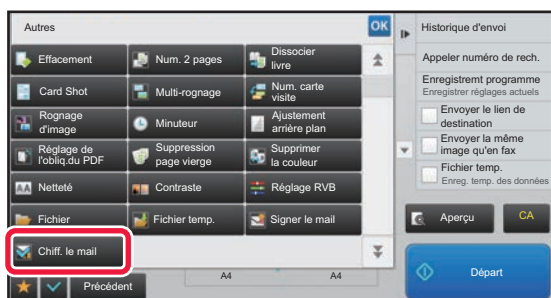 Autres
OK
Effacement
Num. 2 pages
Dissocier
livre
Card Shot
Multi-rognage
Num. carte
visite
Rognage
d'image
Minuteur
Ajustement
arrière plan
Réglage de
l'obliq.du PDF
Suppression
page vierge
Supprimer
la couleur
AA
Netteté
Contraste
Réglage RVB
Fichier
Fichier temp.
Signer le mail
Chiff. le mail
Précédent
A4
A4
Historique d'envoi
Appeler numéro de rech.
Enregistremt programme
Enregistrer réglages actuels
Envoyer le lien de
destination
Envoyer la même
image qu'en fax
Fichier temp.
Enreg. temp. des données
Aperçu
CA
Départ